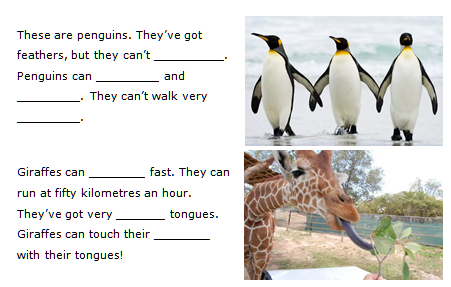 These are penguins. They've got
feathers, but they can't __________.
Penguins can _________ and
_________. They can't walk very
_________.
Giraffes can ________ fast. They can
run at fifty kilometres an hour.
They've got very _______ tongues.
Giraffes can touch their ________
with their tongues!